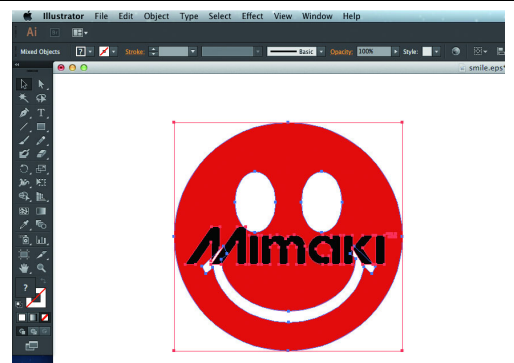 Illustrator File Edit Object Type Select Effect View Window Help
Ai
Mixed Objects ? Stroke: Basic Opacity: 100% Style:
smile.eps*
Mimaki
T
?